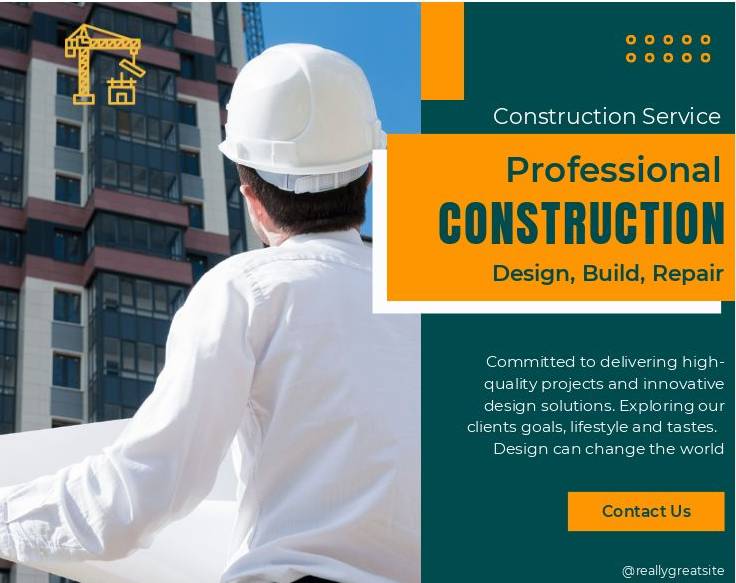 Construction Service
Professional
CONSTRUCTION
Design, Build, Repair
Committed to delivering high-
quality projects and innovative
design solutions. Exploring our
clients goals, lifestyle and tastes.
Design can change the world
Contact Us
@reallygreatsite